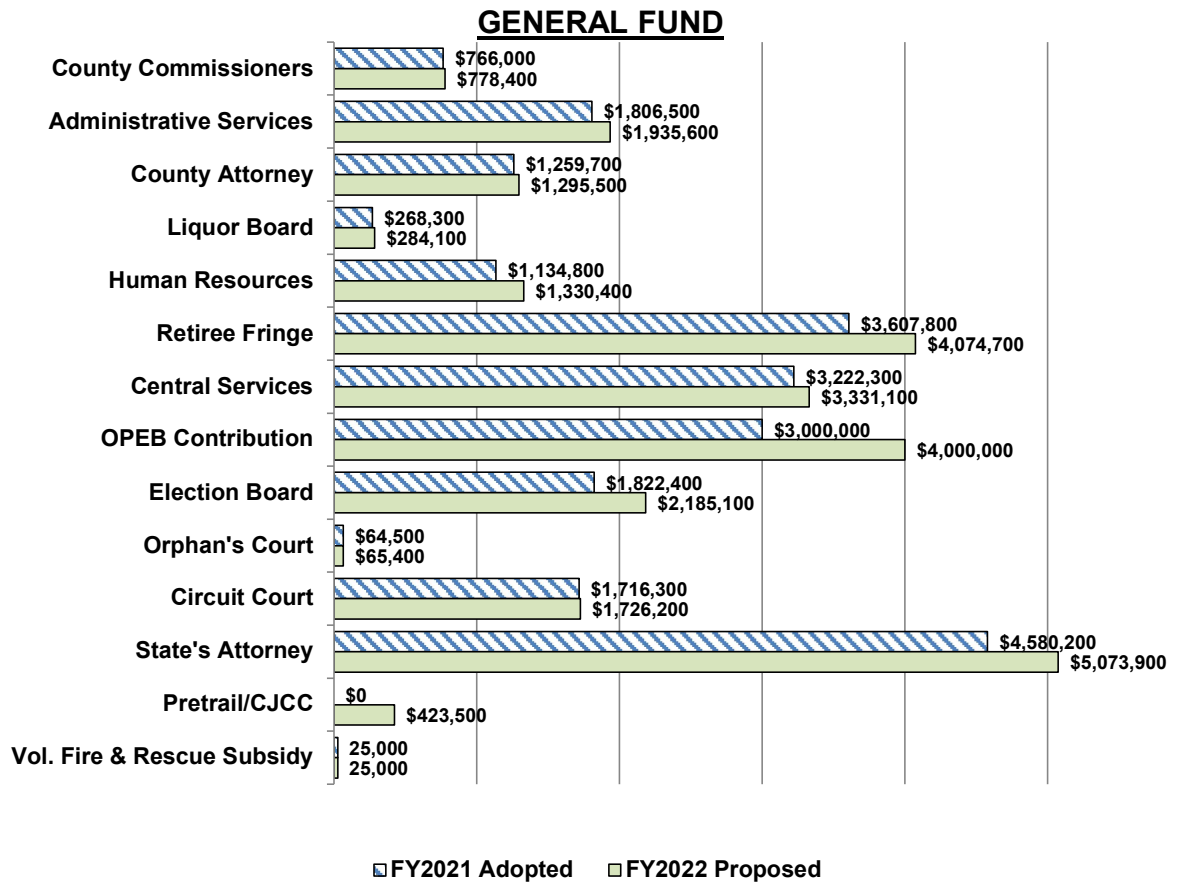 GENERAL FUND
County Commissioners
$766,000
$778,400
Administrative Services
$1,806,500
$1,935,600
County Attorney
$1,259,700
$1,295,500
Liquor Board
$268,300
$284,100
Human Resources
$1,134,800
$1,330,400
Retiree Fringe
$3,607,800
$4,074,700
Central Services
$3,222,300
$3,331,100
OPEB Contribution
$3,000,000
$4,000,000
Election Board
$1,822,400
$2,185,100
Orphan's Court
$64,500
$65,400
Circuit Court
$1,716,300
$1,726,200
State's Attorney
$4,580,200
$5,073,900
Pretrail/CJCC
$0
$423,500
Vol. Fire & Rescue Subsidy
25,000
25,000
FY2021 Adopted FY2022 Proposed